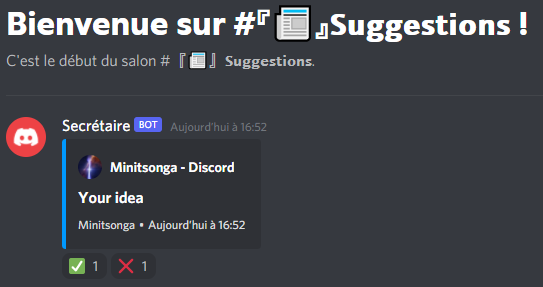 Bienvenue sur #『📰』Suggestions !
C'est le début du salon #『📰』Suggestions.
Secrétaire BOT Aujourd'hui à 16:52
Minitsonga - Discord
Your idea
Minitsonga • Aujourd'hui à 16:52
✅ 1 ❌ 1